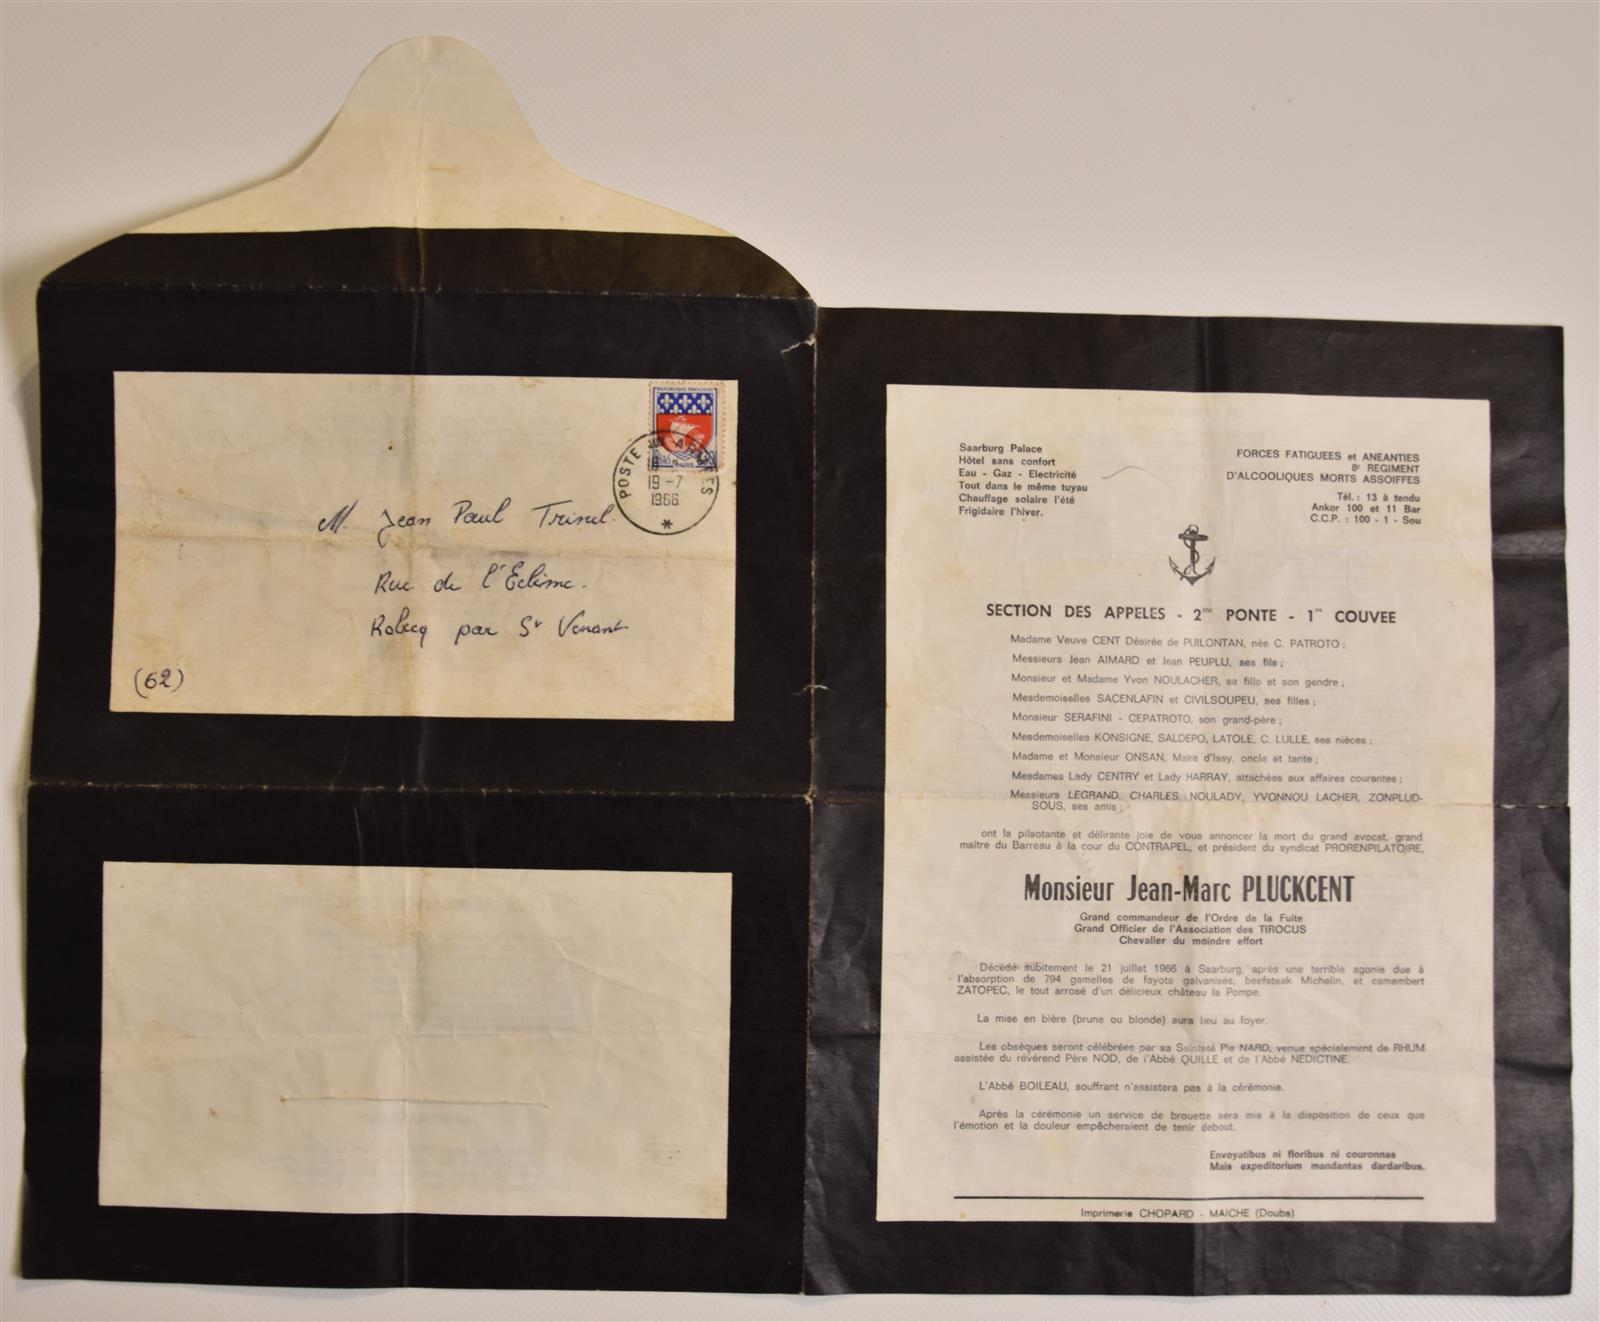 REPUBLIQUE FRANÇAISE
0,30
PARIS
POSTE AUX ARMEES
19-7
1966
M. Jean Paul Trinel.
Rue de l'Eclème.
Robecq par St Venant
(62)
Saarburg Palace
Hôtel sans confort
Eau - Gaz - Electricité
Tout dans le même tuyau
Chauffage solaire l'été
Frigidaire l'hiver.
FORCES FATIGUEES et ANEANTIES
8e REGIMENT
D'ALCOOLIQUES MORTS ASSOIFFES
Tél. : 13 à tendu
Ankor 100 et 11 Bar
C.C.P. : 100 - 1 - Sou
SECTION DES APPELES - 2me PONTE - 1re COUVEE
Madame Veuve CENT Désirée de PUILONTAN, née C. PATROTO ;
Messieurs Jean AIMARD et Jean PEUPLU, ses fils ;
Monsieur et Madame Yvon NOULACHER, sa fille et son gendre ;
Mesdemoiselles SACENLAFIN et CIVILSOUPEU, ses filles ;
Monsieur SERAFINI - CEPATROTO, son grand-père ;
Mesdemoiselles KONSIGNE, SALDEPO, LATOLE, C. LULLE, ses nièces ;
Madame et Monsieur ONSAN, Maire d'Issy, oncle et tante ;
Mesdames Lady CENTRY et Lady HARRAY, attachées aux affaires courantes ;
Messieurs LEGRAND, CHARLES, NOULADY, YVONNOU LACHER, ZONPLUD-
SOUS, ses amis ;
ont la pilsotante et délirante joie de vous annoncer la mort du grand avocat, grand
maître du Barreau à la cour du CONTRAPEL, et président du syndicat PRORENPILATOIRE,
Monsieur Jean-Marc PLUCKCENT
Grand commandeur de l'Ordre de la Fuite
Grand Officier de l'Association des TIROCUS
Chevalier du moindre effort
Décédé subitement le 21 juillet 1966 à Saarburg, après une terrible agonie due à
l'absorption de 794 gamelles de fayots galvanisés, beefsteak Michelin, et camembert
ZATOPEC, le tout arrosé d'un délicieux château la Pompe.
La mise en bière (brune ou blonde) aura lieu au foyer.
Les obsèques seront célébrées par sa Sainteté Pie NARD, venue spécialement de RHUM
assistée du révérend Père NOD, de l'Abbé QUILLE et de l'Abbé NEDICTINE.
L'Abbé BOILEAU, souffrant n'assistera pas à la cérémonie.
Après la cérémonie un service de brouette sera mis à la disposition de ceux que
l'émotion et la douleur empêcheraient de tenir debout.
Envoyatibus ni floribus ni couronnas
Mais expeditorium mandantas dardaribus.
Imprimerie CHOPARD - MAICHE (Doubs)